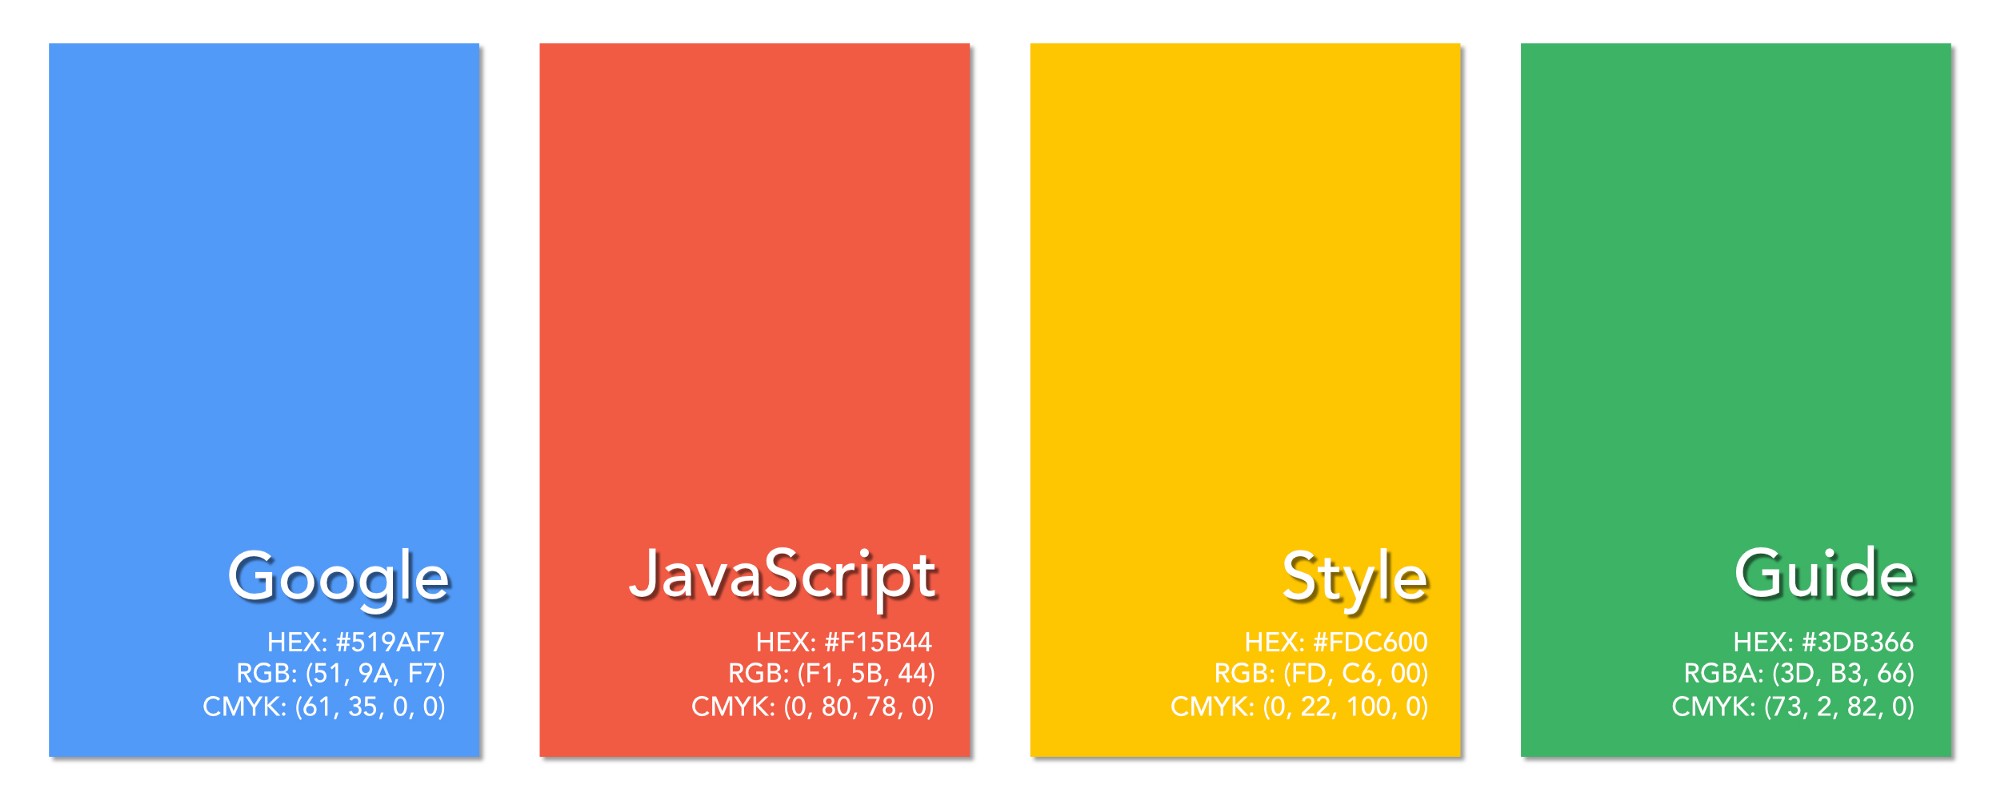 Google
HEX: #519AF7
RGB: (51, 9A, F7)
CMYK: (61, 35, 0, 0)
JavaScript
HEX: #F15B44
RGB: (F1, 5B, 44)
CMYK: (0, 80, 78, 0)
Style
HEX: #FDC600
RGB: (FD, C6, 00)
CMYK: (0, 22, 100, 0)
Guide
HEX: #3DB366
RGBA: (3D, B3, 66)
CMYK: (73, 2, 82, 0)